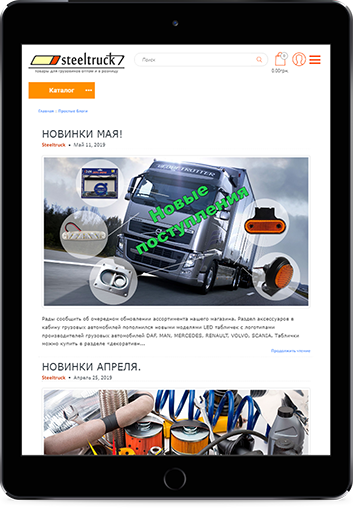 steeltruck7
товары для грузовиков оптом и в розницу
Поиск
0
0.00грн.
Каталог
Главная
Простые блоги
НОВИНКИ МАЯ!
Steeltruck • Май 11, 2019
Новые
поступления
Рады сообщить об очередном обновлении ассортимента нашего магазина. Раздел аксессуаров в
кабину грузовых автомобилей пополнился новыми моделями LED табличек с логотипами
производителей грузовых автомобилей DAF, MAN, MERCEDES, RENAULT, VOLVO, SCANIA. Таблички
можно купить в разделе «декоратив...
Продолжить чтение
НОВИНКИ АПРЕЛЯ.
Steeltruck • Апрель 25, 2019